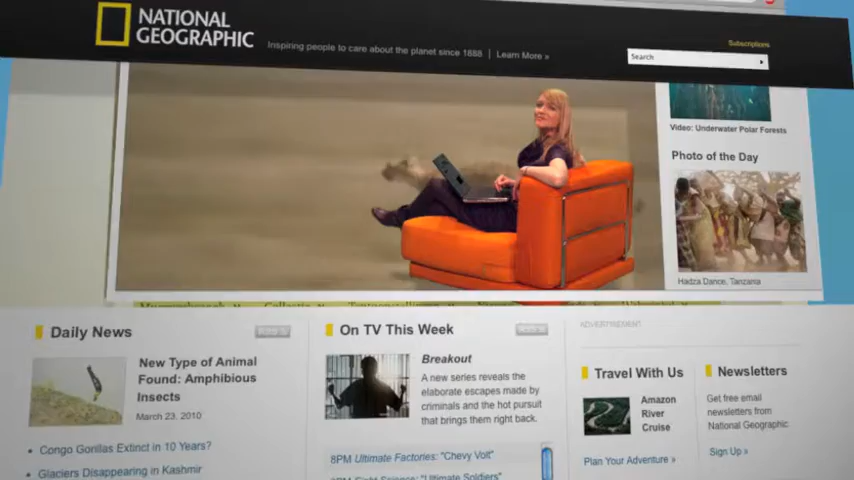 NATIONAL
GEOGRAPHIC
Inspiring people to care about the planet since 1888 | Learn More »
Subscriptions
Search
Video: Underwater Polar Forests
Photo of the Day
Hadza Dance, Tanzania
Daily News
New Type of Animal
Found: Amphibious
Insects
March 23, 2010
• Congo Gorillas Extinct in 10 Years?
• Glaciers Disappearing in Kashmir
On TV This Week
Breakout
A new series reveals the
elaborate escapes made by
criminals and the hot pursuit
that brings them right back.
8PM Ultimate Factories: "Chevy Volt"
"Ultimate Soldiers"
ADVERTISEMENT
Travel With Us
Amazon
River
Cruise
Plan Your Adventure »
Newsletters
Get free email
newsletters from
National Geographic
Sign Up »